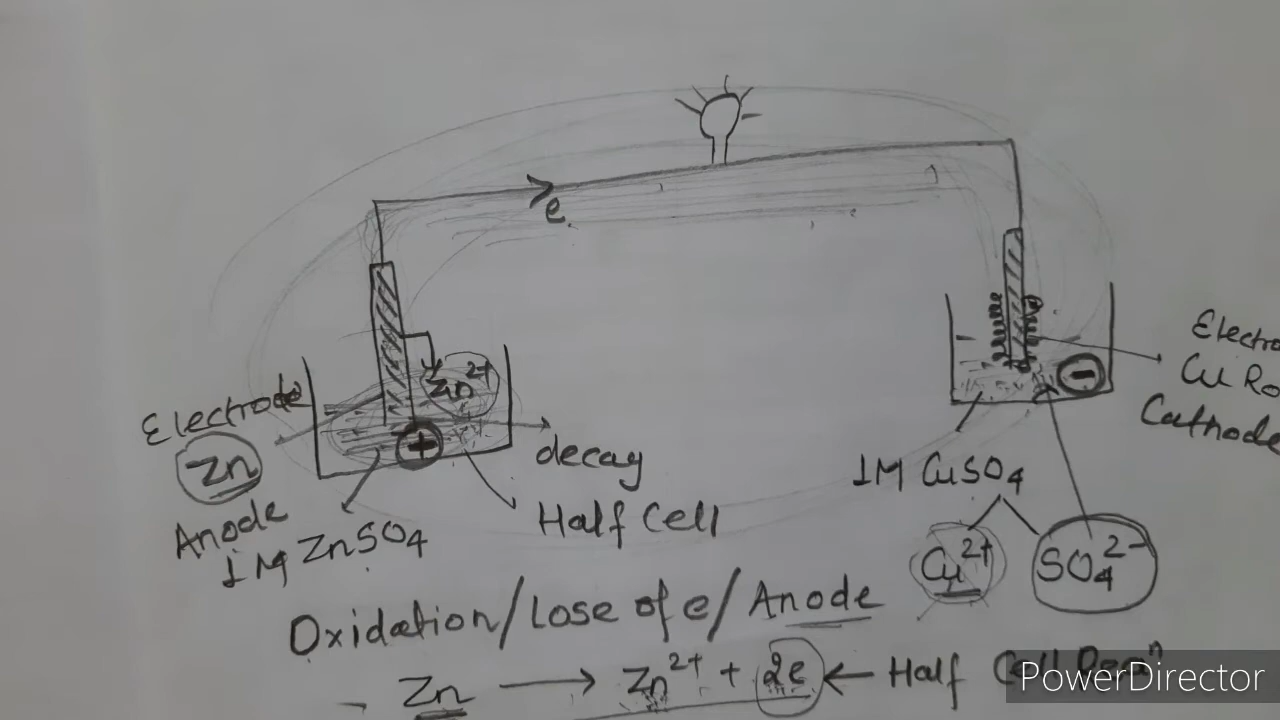 e
Zn²⁺
Electrode
Zn
Anode
+
1M ZnSO₄
decay
Half Cell
Electro
Cu Ro
Cathode
-
1M CuSO₄
Cu²⁺
SO₄²⁻
Oxidation/Lose of e/Anode
Zn → Zn²⁺ + 2e ← Half Cell
PowerDirector